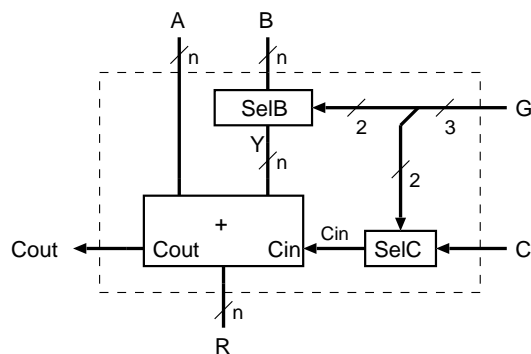 A B
n n
SelB G
2 3
Y
n 2
+
Cin
Cout Cout Cin SelC C
n
R